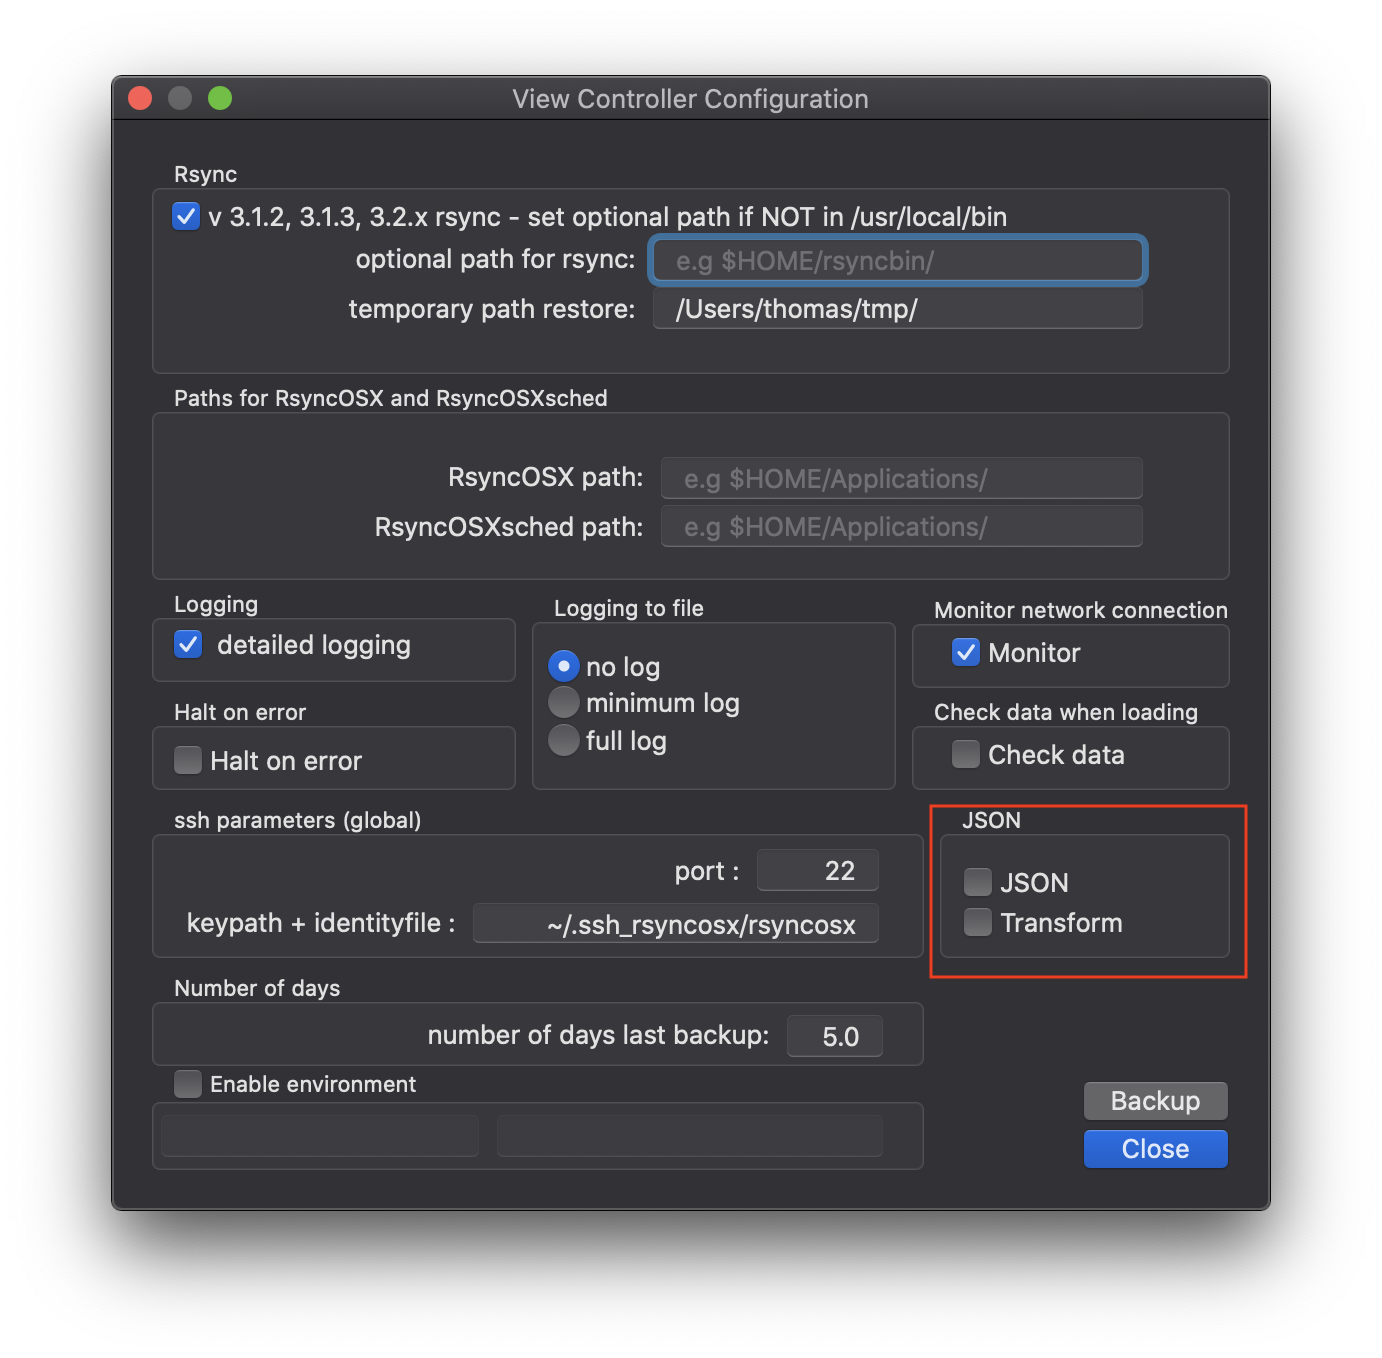 View Controller Configuration
Rsync
v 3.1.2, 3.1.3, 3.2.x rsync - set optional path if NOT in /usr/local/bin
optional path for rsync: e.g $HOME/rsyncbin/
temporary path restore: /Users/thomas/tmp/
Paths for RsyncOSX and RsyncOSXsched
RsyncOSX path: e.g $HOME/Applications/
RsyncOSXsched path: e.g $HOME/Applications/
Logging
detailed logging
Halt on error
Halt on error
Logging to file
no log
minimum log
full log
Monitor network connection
Monitor
Check data when loading
Check data
ssh parameters (global)
port : 22
keypath + identityfile : ~/.ssh_rsyncosx/rsyncosx
JSON
JSON
Transform
Number of days
number of days last backup: 5.0
Enable environment
Backup
Close